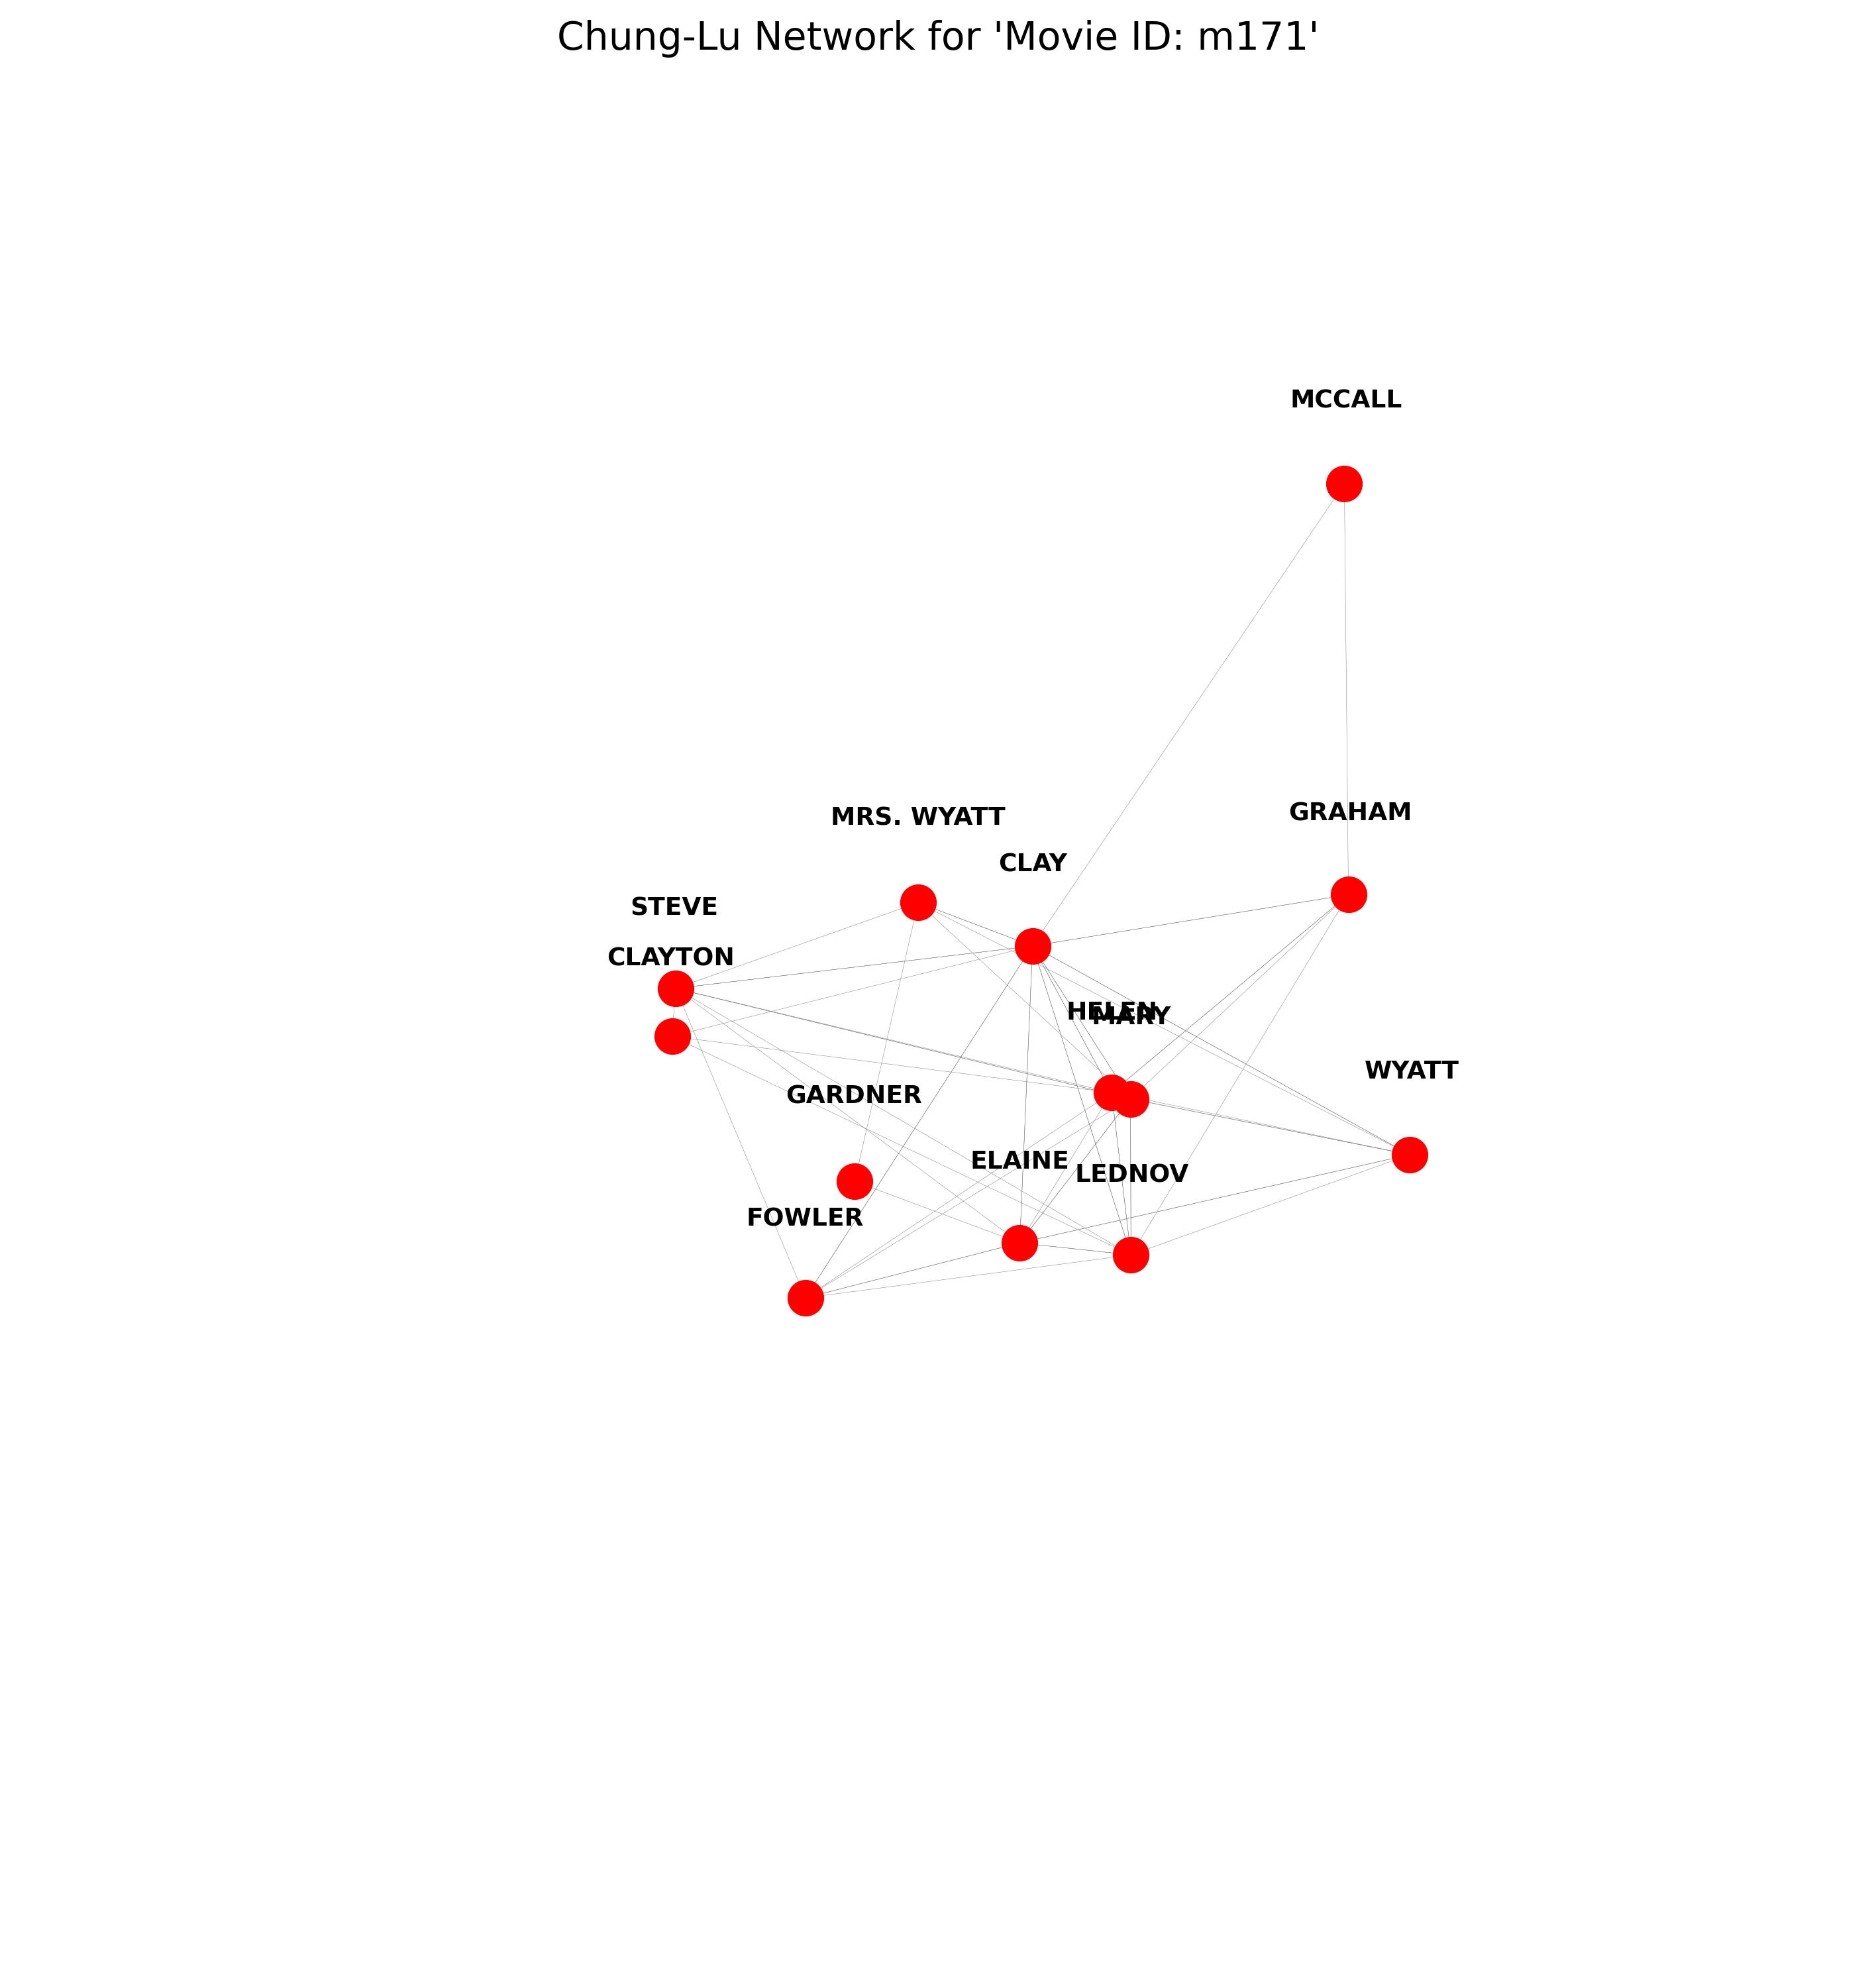 Chung-Lu Network for 'Movie ID: m171'
MCCALL
GRAHAM
MRS. WYATT
CLAY
STEVE
CLAYTON
HELEN
MARY
WYATT
GARDNER
ELAINE
LEDNOV
FOWLER